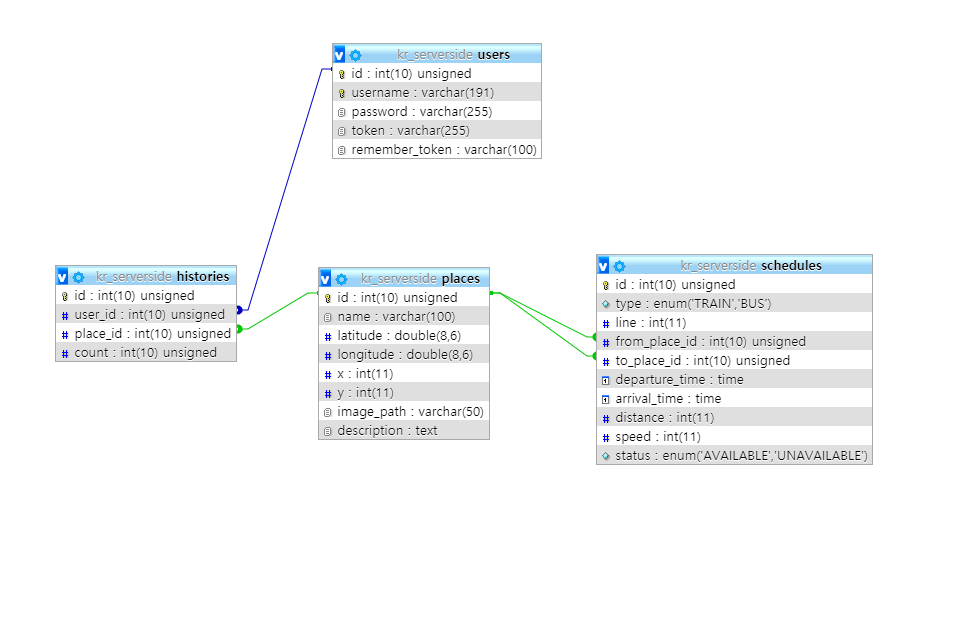 kr_serverside users
id : int(10) unsigned
username : varchar(191)
password : varchar(255)
token : varchar(255)
remember_token : varchar(100)
kr_serverside histories
id : int(10) unsigned
user_id : int(10) unsigned
place_id : int(10) unsigned
count : int(10) unsigned
kr_serverside places
id : int(10) unsigned
name : varchar(100)
latitude : double(8,6)
longitude : double(8,6)
x : int(11)
y : int(11)
image_path : varchar(50)
description : text
kr_serverside schedules
id : int(10) unsigned
type : enum('TRAIN','BUS')
line : int(11)
from_place_id : int(10) unsigned
to_place_id : int(10) unsigned
departure_time : time
arrival_time : time
distance : int(11)
speed : int(11)
status : enum('AVAILABLE','UNAVAILABLE')